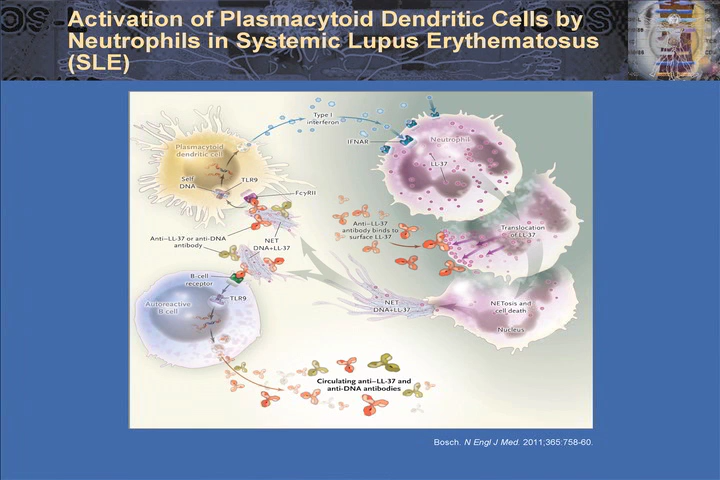 Activation of Plasmacytoid Dendritic Cells by
Neutrophils in Systemic Lupus Erythematosus
(SLE)
Type I
interferon
IFNAR
Neutrophil
LL-37
Plasmacytoid
dendritic cell
Self
DNA
TLR9
FcγRII
Anti–LL-37 or anti-DNA
antibody
NET
DNA+LL-37
Anti–LL-37
antibody binds to
surface LL-37
Translocation
of LL-37
B-cell
receptor
TLR9
Autoreactive
B cell
NET
DNA+LL-37
NETosis and
cell death
Nucleus
Circulating anti–LL-37 and
anti-DNA antibodies
Bosch. N Engl J Med. 2011;365:758-60.